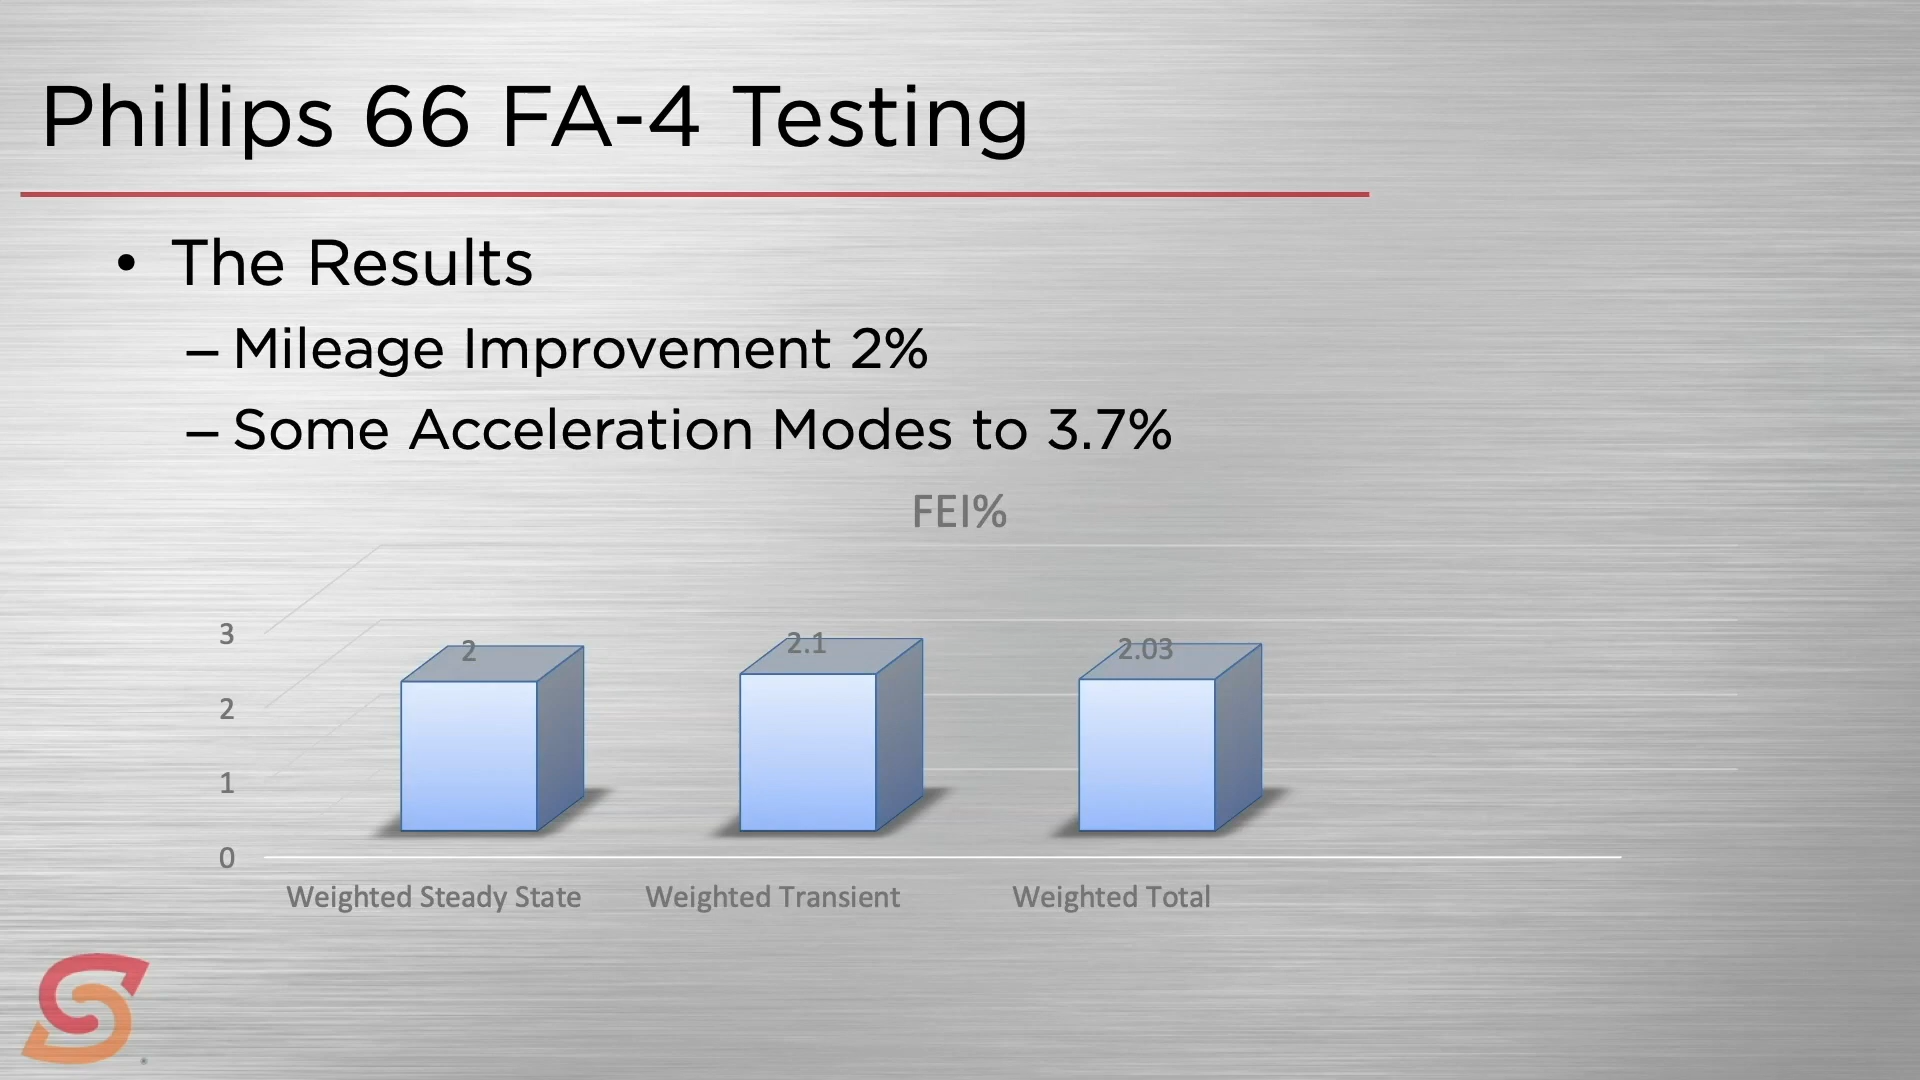 Phillips 66 FA-4 Testing
• The Results
– Mileage Improvement 2%
– Some Acceleration Modes to 3.7%
FEI%
3
2
1
0
2
2.1
2.03
Weighted Steady State
Weighted Transient
Weighted Total